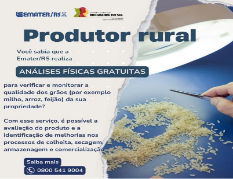 EMATER/RS
Produtor rural
Você sabia que a
Emater/RS realiza
ANÁLISES FÍSICAS GRATUITAS
para verificar e monitorar a
qualidade dos grãos (por exemplo
milho, arroz, feijão) da sua
propriedade?
Com esse serviço, é possível a
avaliação do produto e a
identificação de melhorias nos
processos de colheita, secagem,
armazenagem e comercialização
Saiba mais
0800 541 9004